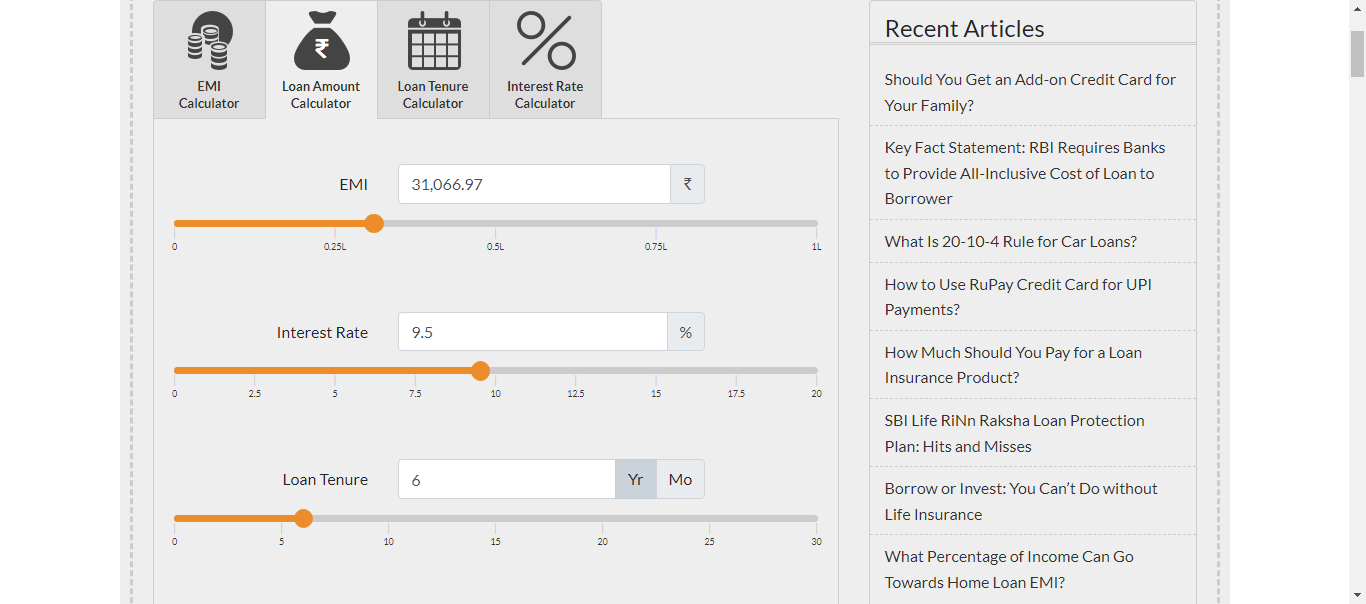 EMI
Calculator
Loan Amount
Calculator
Loan Tenure
Calculator
Interest Rate
Calculator
EMI
31,066.97
₹
0
0.25L
0.5L
0.75L
1L
Interest Rate
9.5
%
0
2.5
5
7.5
10
12.5
15
17.5
20
Loan Tenure
6
Yr
Mo
0
5
10
15
20
25
30
Recent Articles
Should You Get an Add-on Credit Card for
Your Family?
Key Fact Statement: RBI Requires Banks
to Provide All-Inclusive Cost of Loan to
Borrower
What Is 20-10-4 Rule for Car Loans?
How to Use RuPay Credit Card for UPI
Payments?
How Much Should You Pay for a Loan
Insurance Product?
SBI Life RiNn Raksha Loan Protection
Plan: Hits and Misses
Borrow or Invest: You Can’t Do without
Life Insurance
What Percentage of Income Can Go
Towards Home Loan EMI?